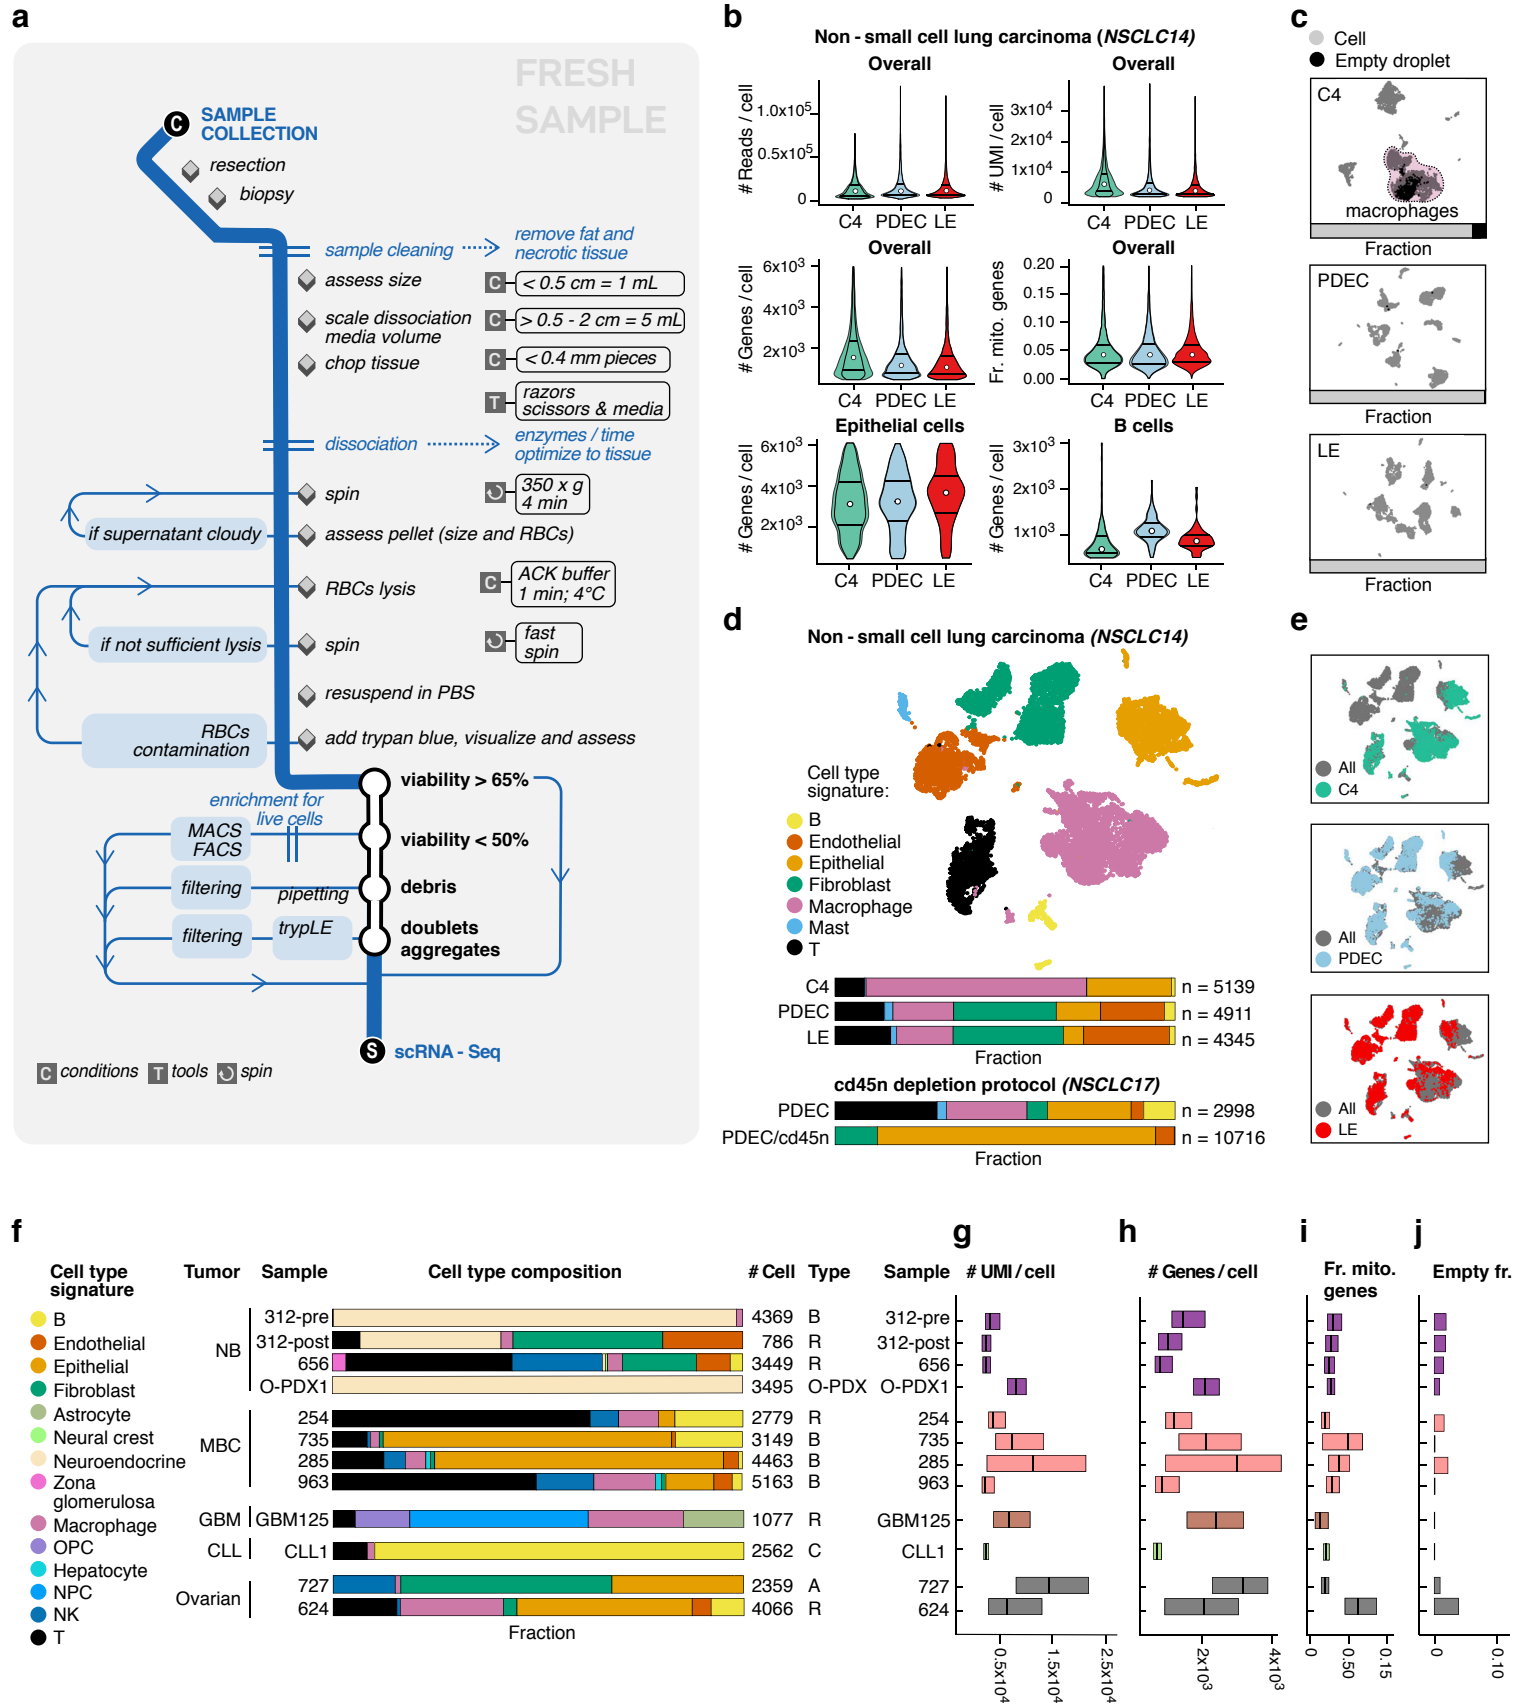 a
FRESH
SAMPLE
C
SAMPLE
COLLECTION
resection
biopsy
sample cleaning
remove fat and
necrotic tissue
assess size
C
< 0.5 cm = 1 mL
scale dissociation
media volume
C
> 0.5 - 2 cm = 5 mL
chop tissue
C
< 0.4 mm pieces
T
razors
scissors & media
dissociation
enzymes / time
optimize to tissue
spin
350 x g
4 min
if supernatant cloudy
assess pellet (size and RBCs)
RBCs lysis
C
ACK buffer
1 min; 4°C
if not sufficient lysis
spin
fast
spin
resuspend in PBS
RBCs
contamination
add trypan blue, visualize and assess
viability > 65%
enrichment for
live cells
MACS
FACS
viability < 50%
filtering
pipetting
debris
filtering
trypLE
doublets
aggregates
S
scRNA - Seq
C conditions T tools spin
b
Non - small cell lung carcinoma (NSCLC14)
Overall
# Reads / cell
1.0x10⁵
0.5x10⁵
0
C4 PDEC LE
Overall
# UMI / cell
3x10⁴
2x10⁴
1x10⁴
0
C4 PDEC LE
Overall
# Genes / cell
6x10³
4x10³
2x10³
C4 PDEC LE
Overall
Fr. mito. genes
0.20
0.15
0.10
0.05
0.00
C4 PDEC LE
Epithelial cells
# Genes / cell
6x10³
4x10³
2x10³
C4 PDEC LE
B cells
# Genes / cell
3x10³
2x10³
1x10³
C4 PDEC LE
c
Cell
Empty droplet
C4
macrophages
Fraction
PDEC
Fraction
LE
Fraction
d
Non - small cell lung carcinoma (NSCLC14)
Cell type
signature:
B
Endothelial
Epithelial
Fibroblast
Macrophage
Mast
T
C4 n = 5139
PDEC n = 4911
LE n = 4345
Fraction
cd45n depletion protocol (NSCLC17)
PDEC n = 2998
PDEC/cd45n n = 10716
Fraction
e
All
C4
All
PDEC
All
LE
f
Cell type
signature
B
Endothelial
Epithelial
Fibroblast
Astrocyte
Neural crest
Neuroendocrine
Zona
glomerulosa
Macrophage
OPC
Hepatocyte
NPC
NK
T
Tumor Sample Cell type composition # Cell Type
NB
312-pre 4369 B
312-post 786 R
656 3449 R
O-PDX1 3495 O-PDX
MBC
254 2779 R
735 3149 B
285 4463 B
963 5163 B
GBM GBM125 1077 R
CLL CLL1 2562 C
Ovarian
727 2359 A
624 4066 R
Fraction
g
Sample # UMI / cell
312-pre
312-post
656
O-PDX1
254
735
285
963
GBM125
CLL1
727
624
0.5x10⁴
1.5x10⁴
2.5x10⁴
h
# Genes / cell
2x10³
4x10³
i
Fr. mito.
genes
0
0.50
0.15
j
Empty fr.
0
0.10